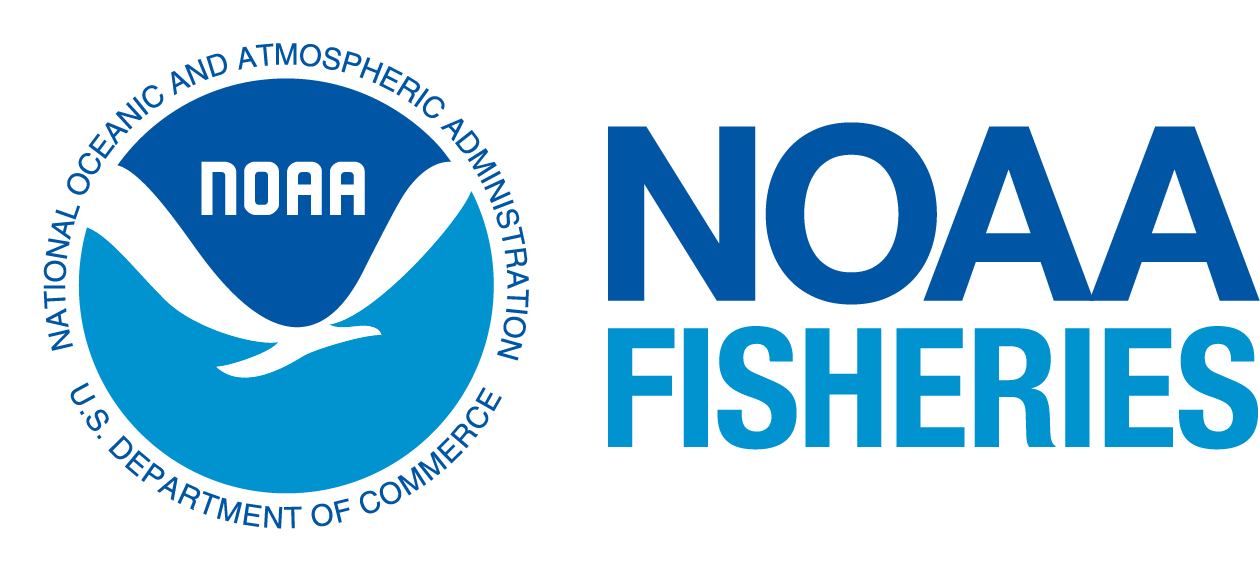 NATIONAL OCEANIC AND ATMOSPHERIC ADMINISTRATION
NOAA
U.S. DEPARTMENT OF COMMERCE
NOAA
FISHERIES